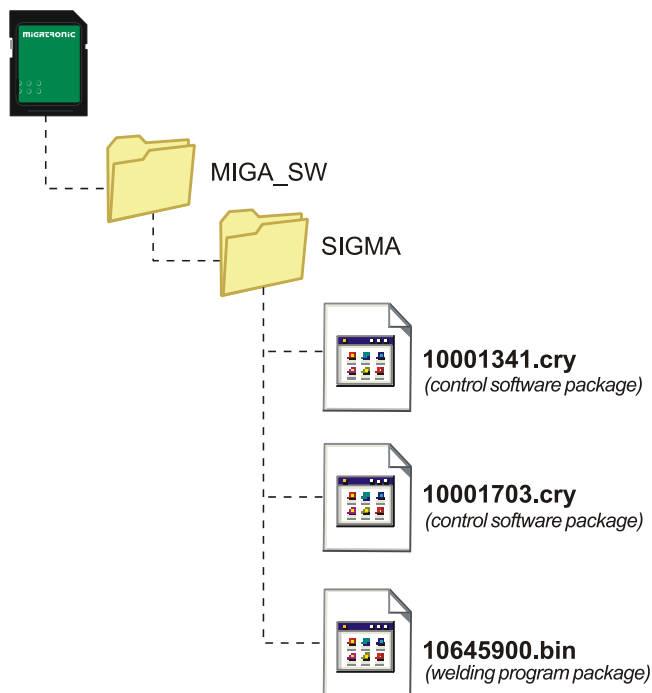 MIGATRONIC
MIGA_SW
SIGMA
10001341.cry
(control software package)
10001703.cry
(control software package)
10645900.bin
(welding program package)